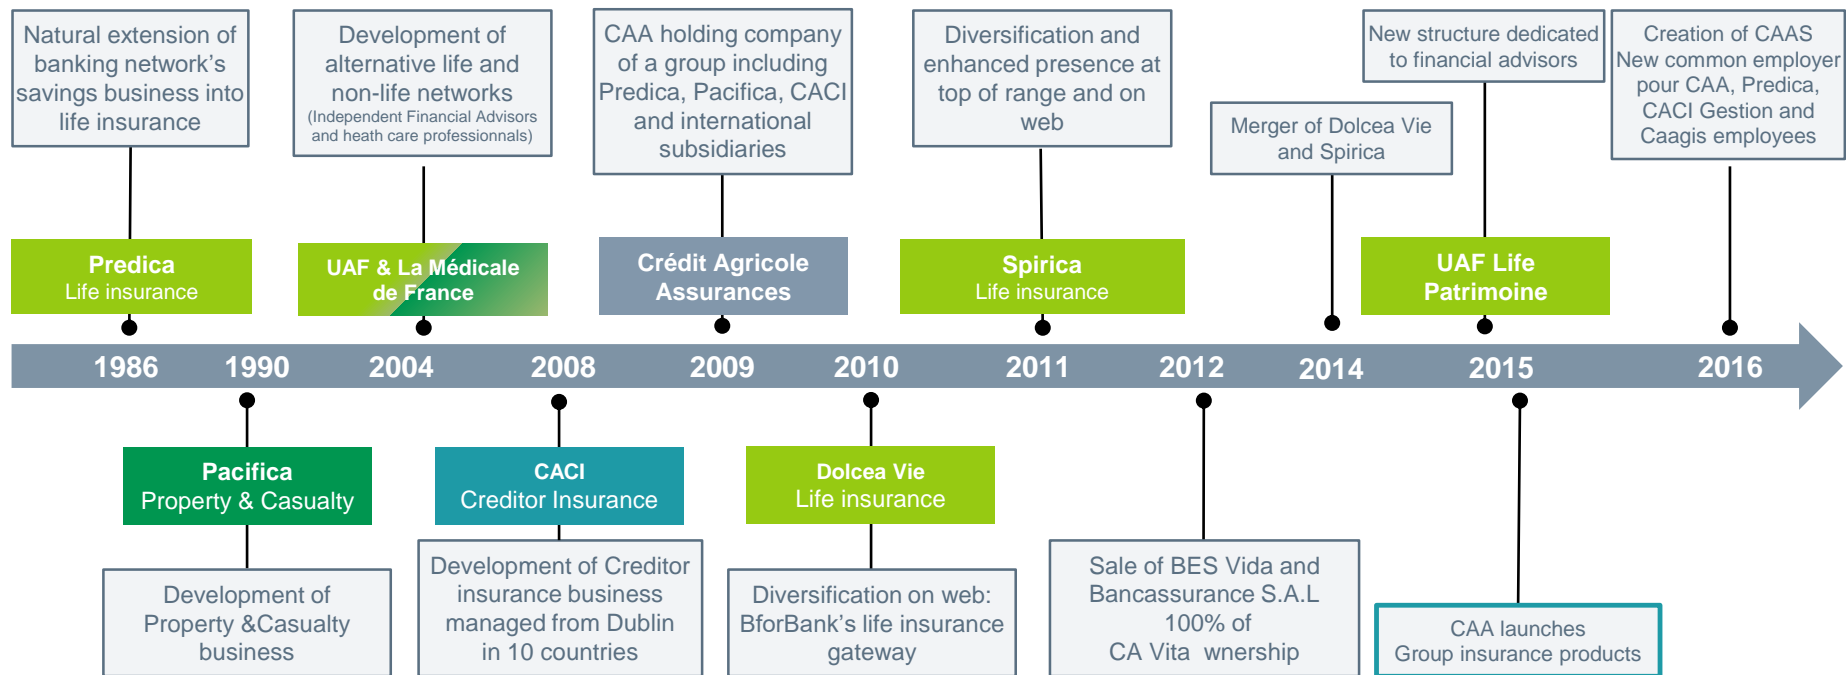 Natural extension of
banking network's
savings business into
life insurance
Development of
alternative life and
non-life networks
(Independent Financial Advisors
and heath care professionals)
CAA holding company
of a group including
Predica, Pacifica, CACI
and international
subsidiaries
Diversification and
enhanced presence at
top of range and on
web
Merger of Dolcea Vie
and Spirica
New structure dedicated
to financial advisors
Creation of CAAS
New common employer
pour CAA, Predica,
CACI Gestion and
Caagis employees
Predica
Life insurance
UAF & La Médicale
de France
Crédit Agricole
Assurances
Spirica
Life insurance
UAF Life
Patrimoine
1986
1990
2004
2008
2009
2010
2011
2012
2014
2015
2016
Pacifica
Property & Casualty
CACI
Creditor Insurance
Dolcea Vie
Life insurance
Development of
Property &Casualty
business
Development of Creditor
insurance business
managed from Dublin
in 10 countries
Diversification on web:
BforBank's life insurance
gateway
Sale of BES Vida and
Bancassurance S.A.L
100% of
CA Vita wnership
CAA launches
Group insurance products